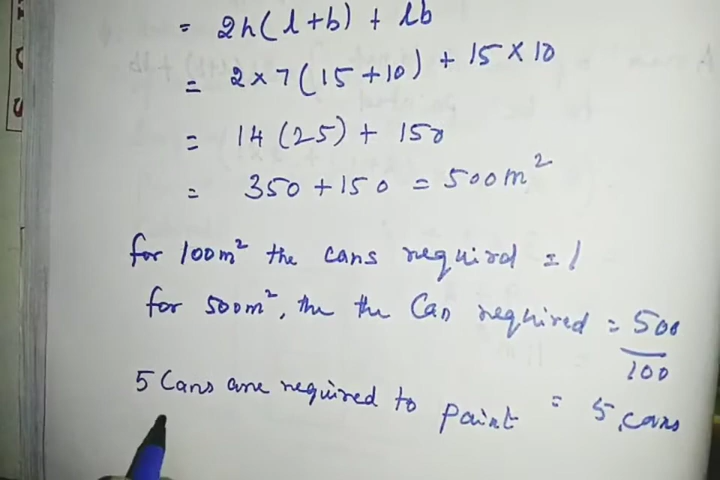 = 2h(l+b) + lb
= 2×7(15+10) + 15×10
= 14(25) + 150
= 350+150 = 500m²
for 100m² the cans required = 1
for 500m², the the Can required = 500/100
5 Cans are required to paint = 5 cans